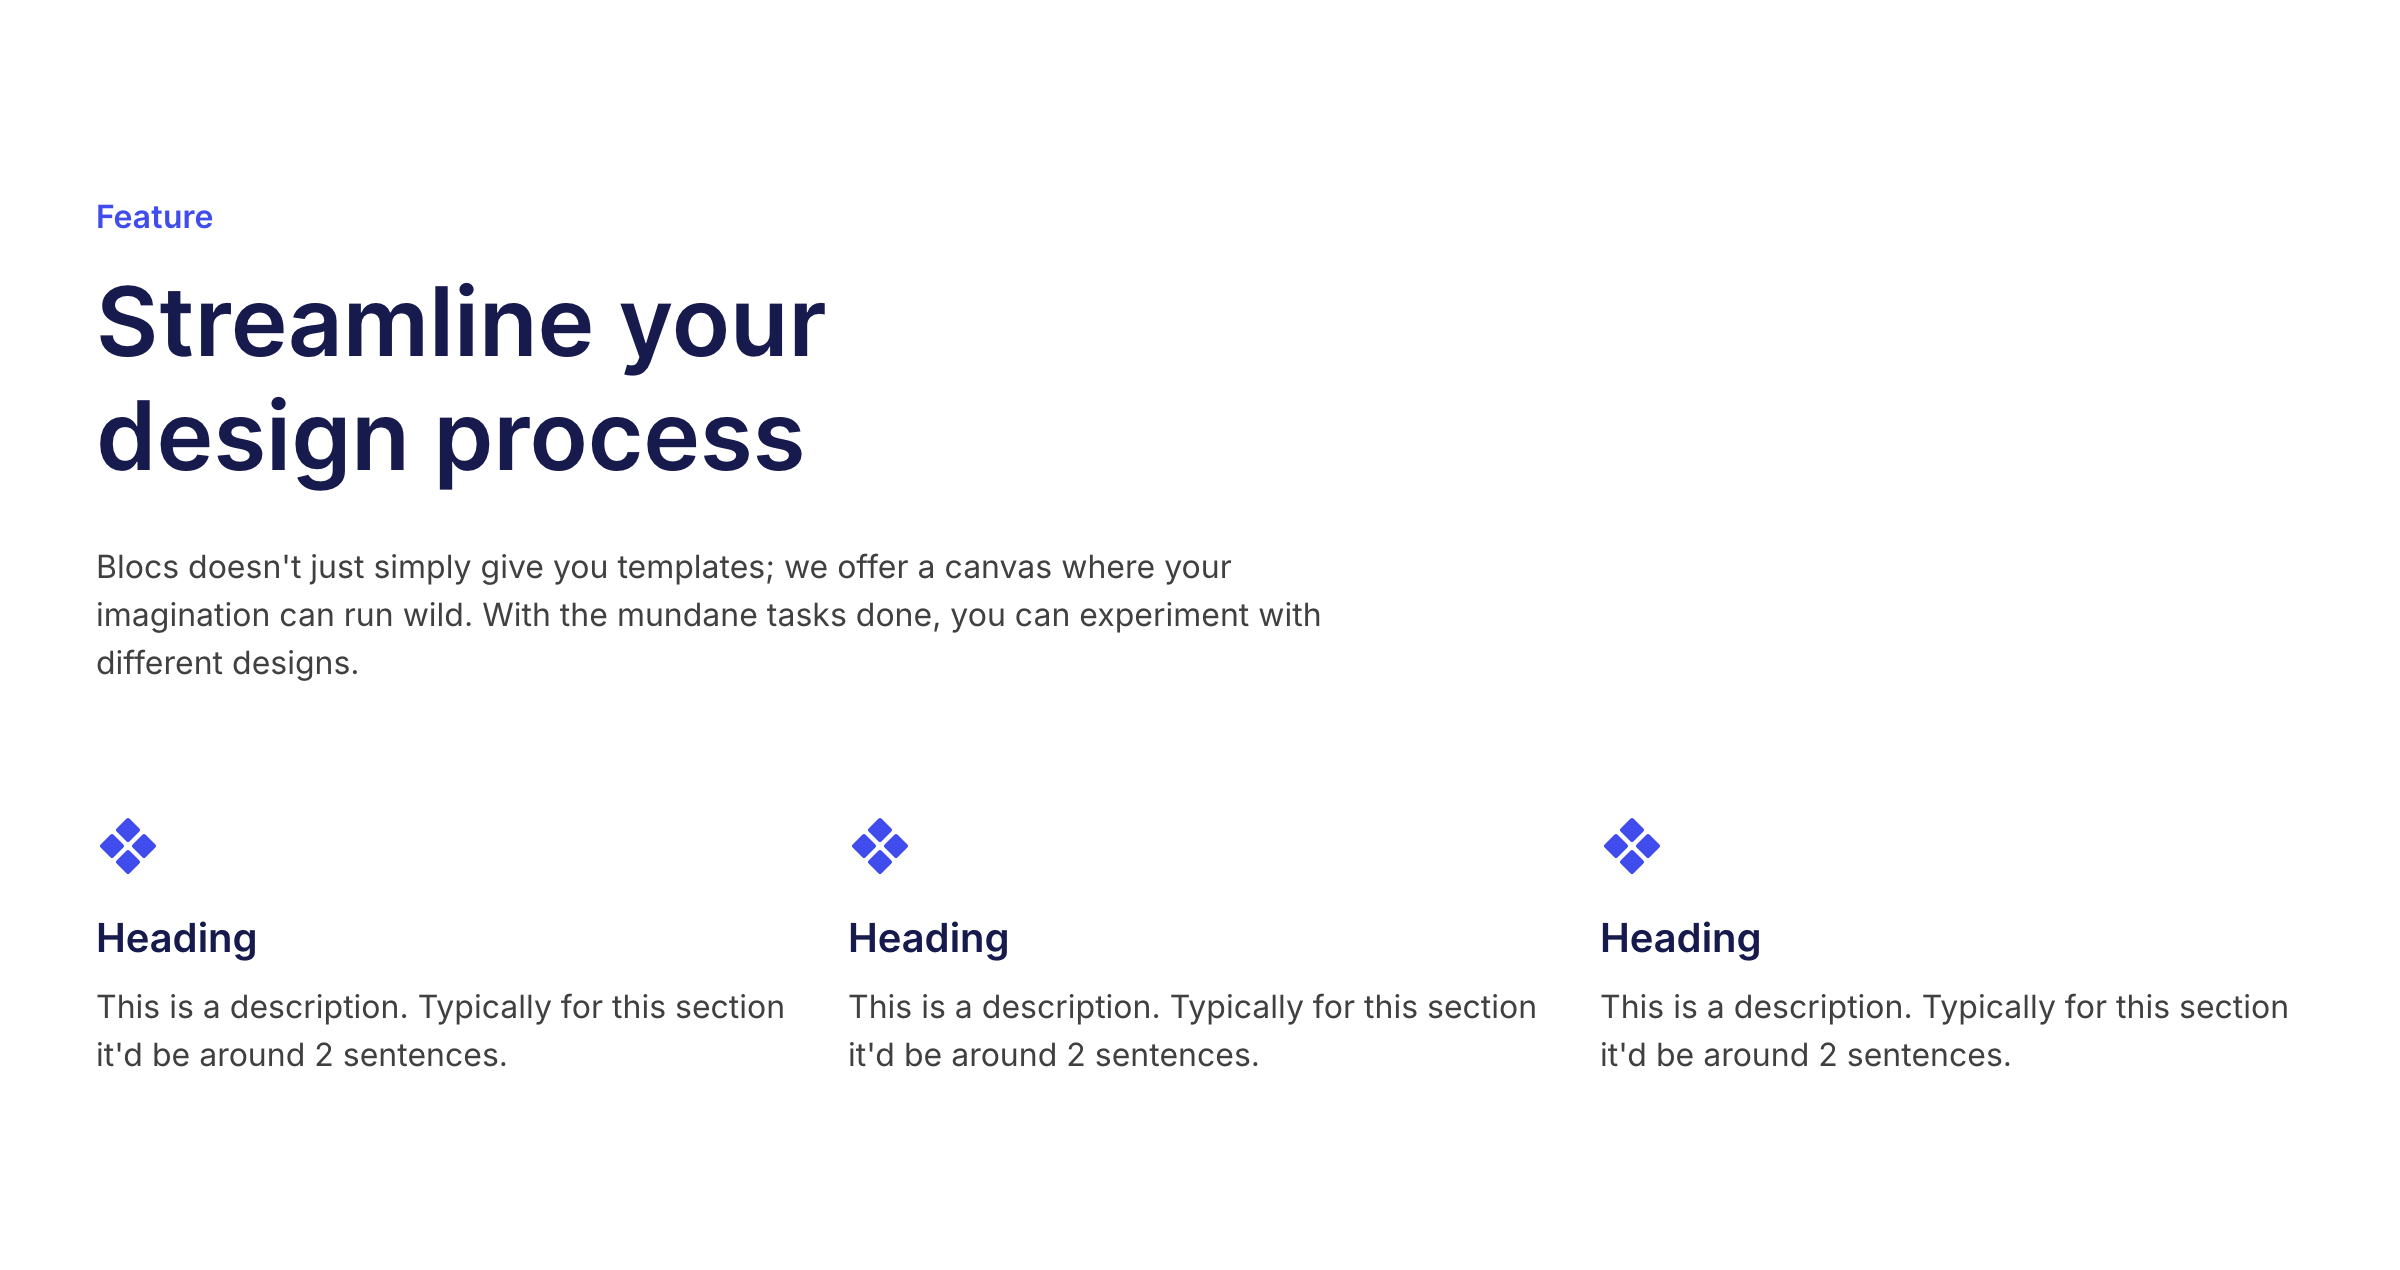 Feature
Streamline your
design process
Blocs doesn't just simply give you templates; we offer a canvas where your
imagination can run wild. With the mundane tasks done, you can experiment with
different designs.
Heading
This is a description. Typically for this section
it'd be around 2 sentences.
Heading
This is a description. Typically for this section
it'd be around 2 sentences.
Heading
This is a description. Typically for this section
it'd be around 2 sentences.